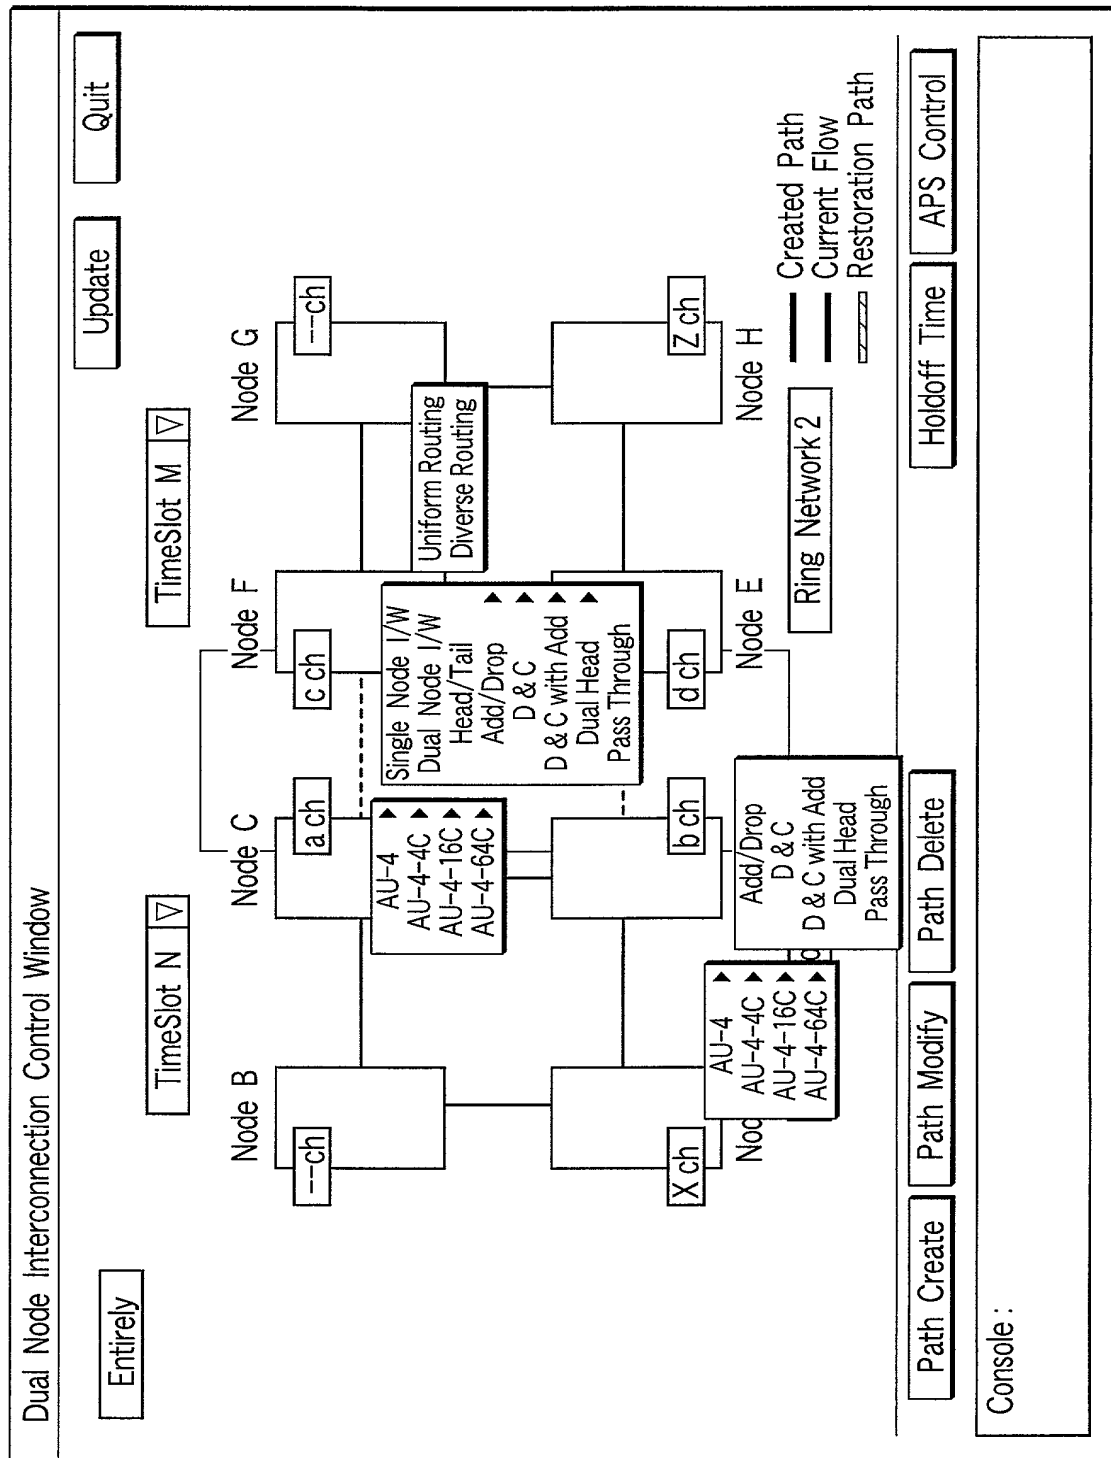 Dual Node Interconnection Control Window
Entirely
Update
Quit
TimeSlot N
TimeSlot M
Node B
Node C
Node F
Node G
--ch
a ch
c ch
--ch
AU-4
AU-4-4C
AU-4-16C
AU-4-64C
Single Node I/W
Dual Node I/W
Head/Tail
Add/Drop
D & C
D & C with Add
Dual Head
Pass Through
Uniform Routing
Diverse Routing
X ch
b ch
d ch
Z ch
Nod
Node E
Node H
AU-4
AU-4-4C
AU-4-16C
AU-4-64C
Add/Drop
D & C
D & C with Add
Dual Head
Pass Through
Ring Network 2
Created Path
Current Flow
Restoration Path
Path Create
Path Modify
Path Delete
Holdoff Time
APS Control
Console :